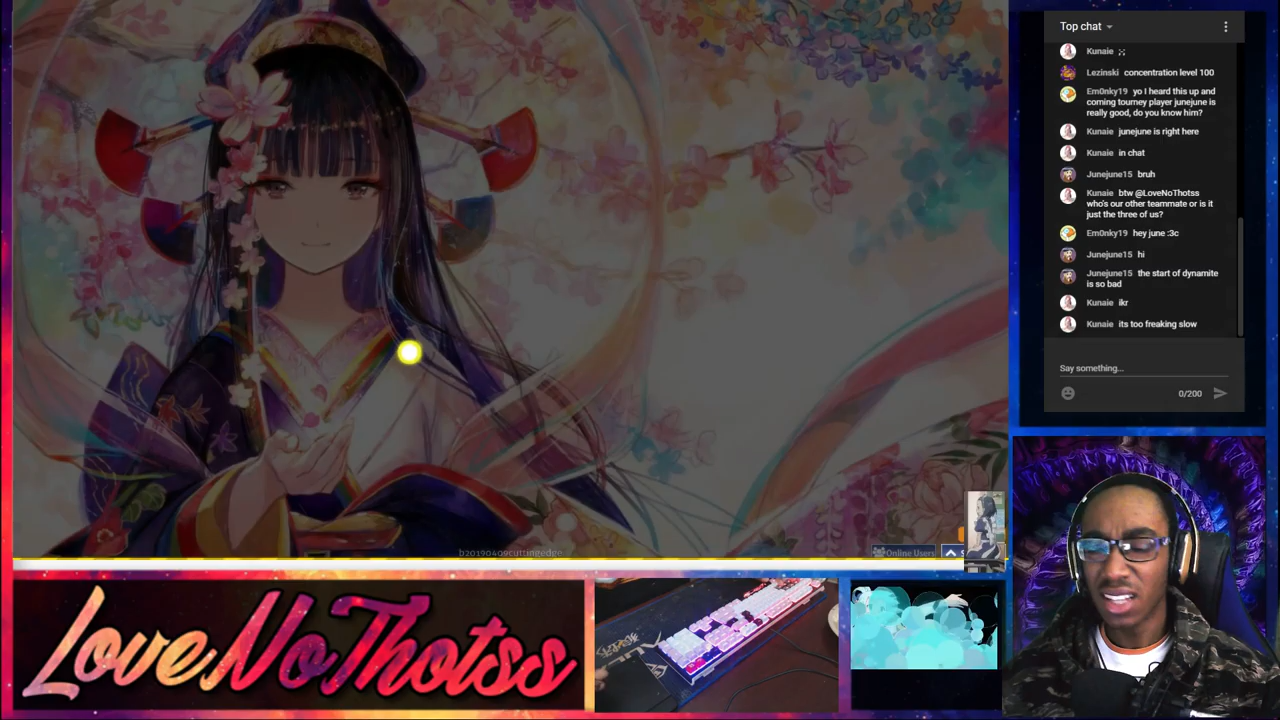 Top chat
Kunaie
Lezinski concentration level 100
Em0nky19 yo I heard this up and
coming tourney player junejune is
really good, do you know him?
Kunaie junejune is right here
Kunaie in chat
Junejune15 bruh
Kunaie btw @LoveNoThotss
who's our other teammate or is it
just the three of us?
Em0nky19 hey june :3c
Junejune15 hi
Junejune15 the start of dynamite
is so bad
Kunaie ikr
Kunaie its too freaking slow
Say something...
0/200
b20190409cuttingedge
Online Users
LoveNoThotss